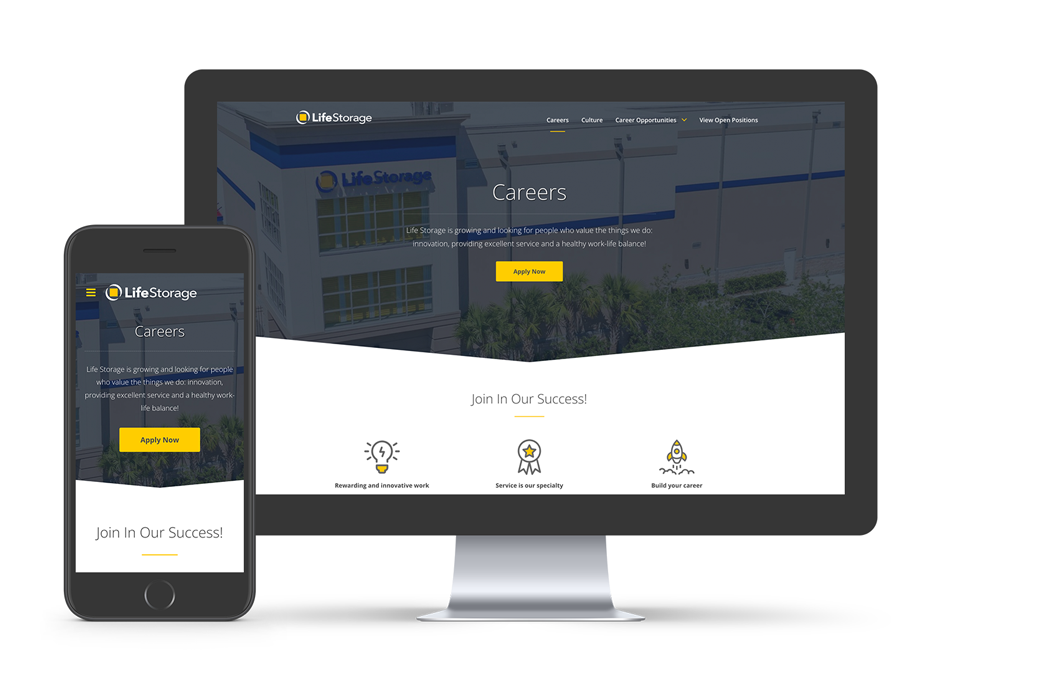 LifeStorage
Careers Culture Career Opportunities View Open Positions
LifeStorage
Careers
Life Storage is growing and looking for people who value the things we do:
innovation, providing excellent service and a healthy work-life balance!
Apply Now
Join In Our Success!
Rewarding and innovative work
Service is our specialty
Build your career
LifeStorage
Careers
Life Storage is growing and looking for people
who value the things we do: innovation,
providing excellent service and a healthy work-
life balance!
Apply Now
Join In Our Success!